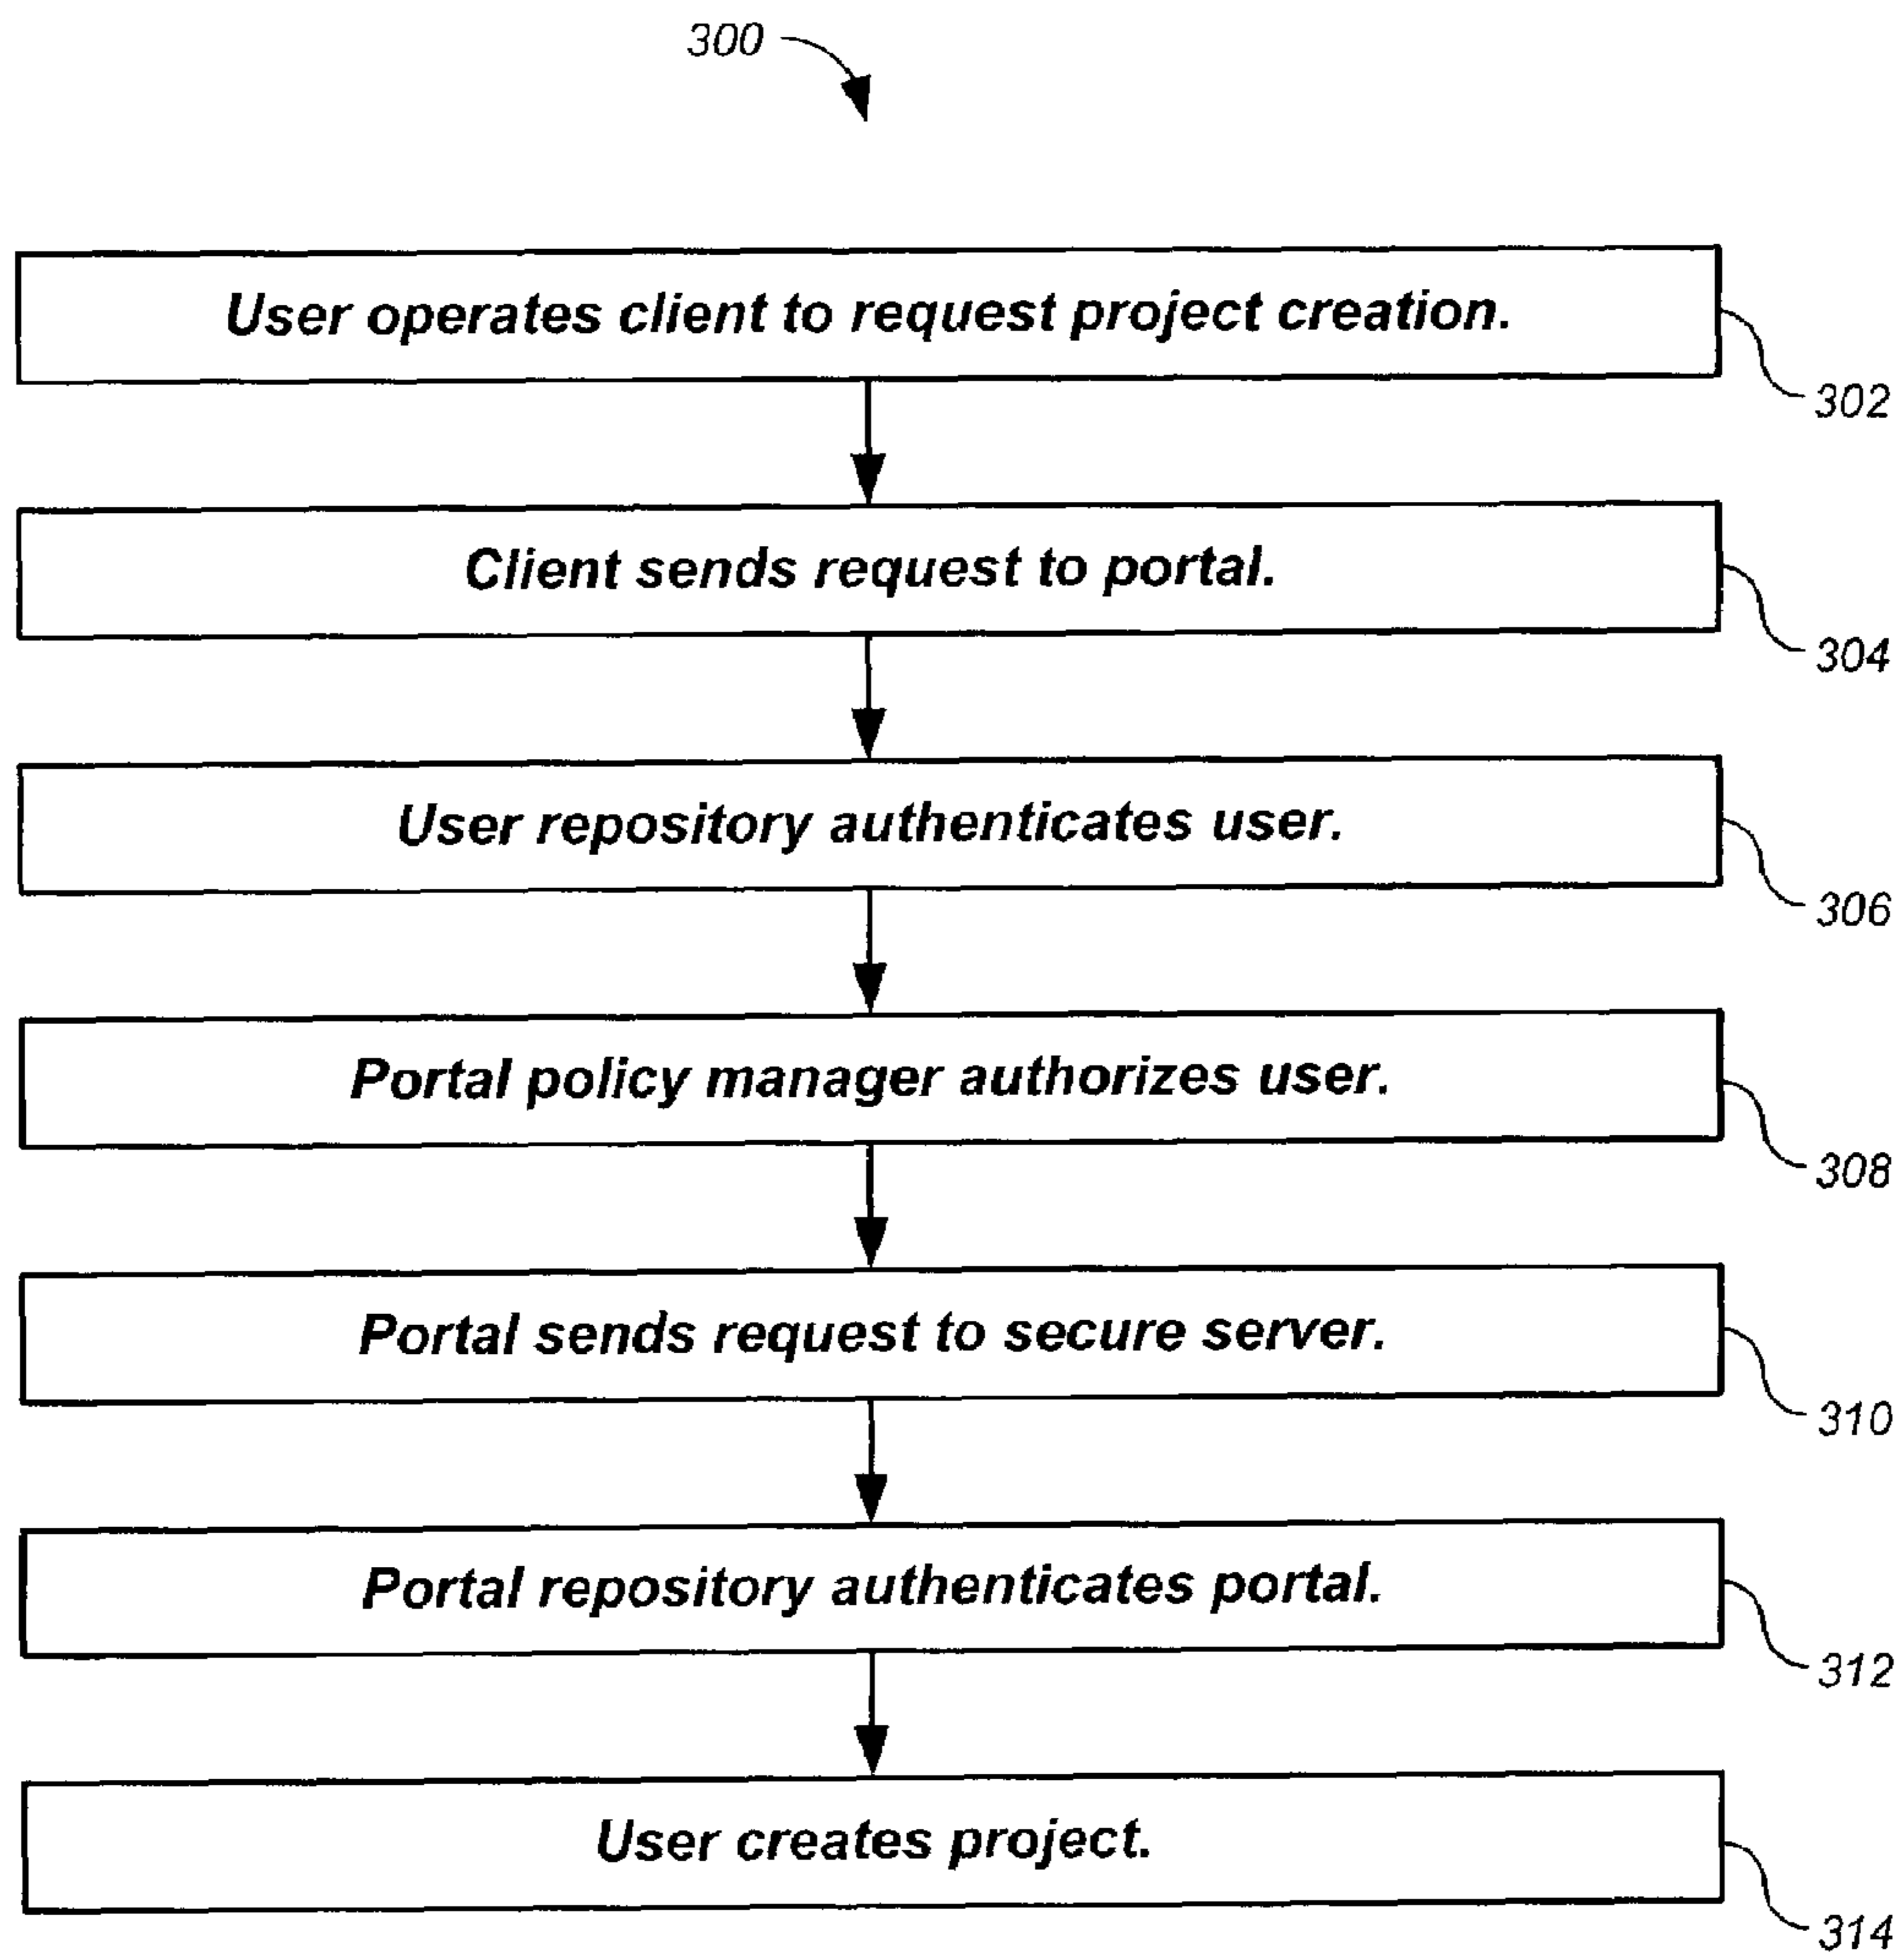 300
User operates client to request project creation.
302
Client sends request to portal.
304
User repository authenticates user.
306
Portal policy manager authorizes user.
308
Portal sends request to secure server.
310
Portal repository authenticates portal.
312
User creates project.
314